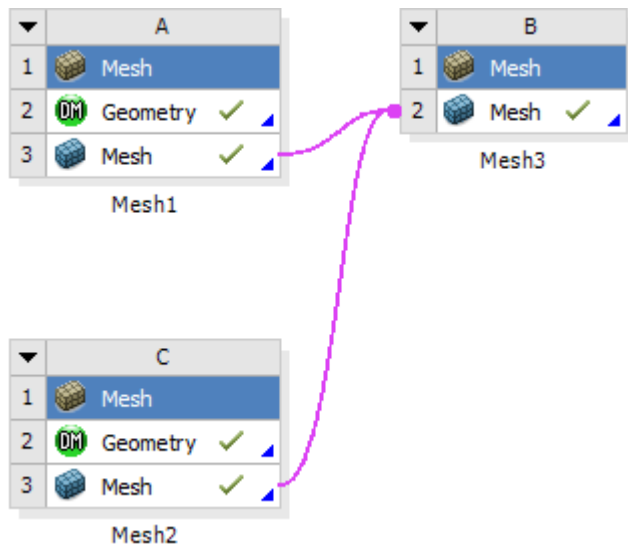 A
1 Mesh
2 DM Geometry
3 Mesh
Mesh1
B
1 Mesh
2 Mesh
Mesh3
C
1 Mesh
2 DM Geometry
3 Mesh
Mesh2